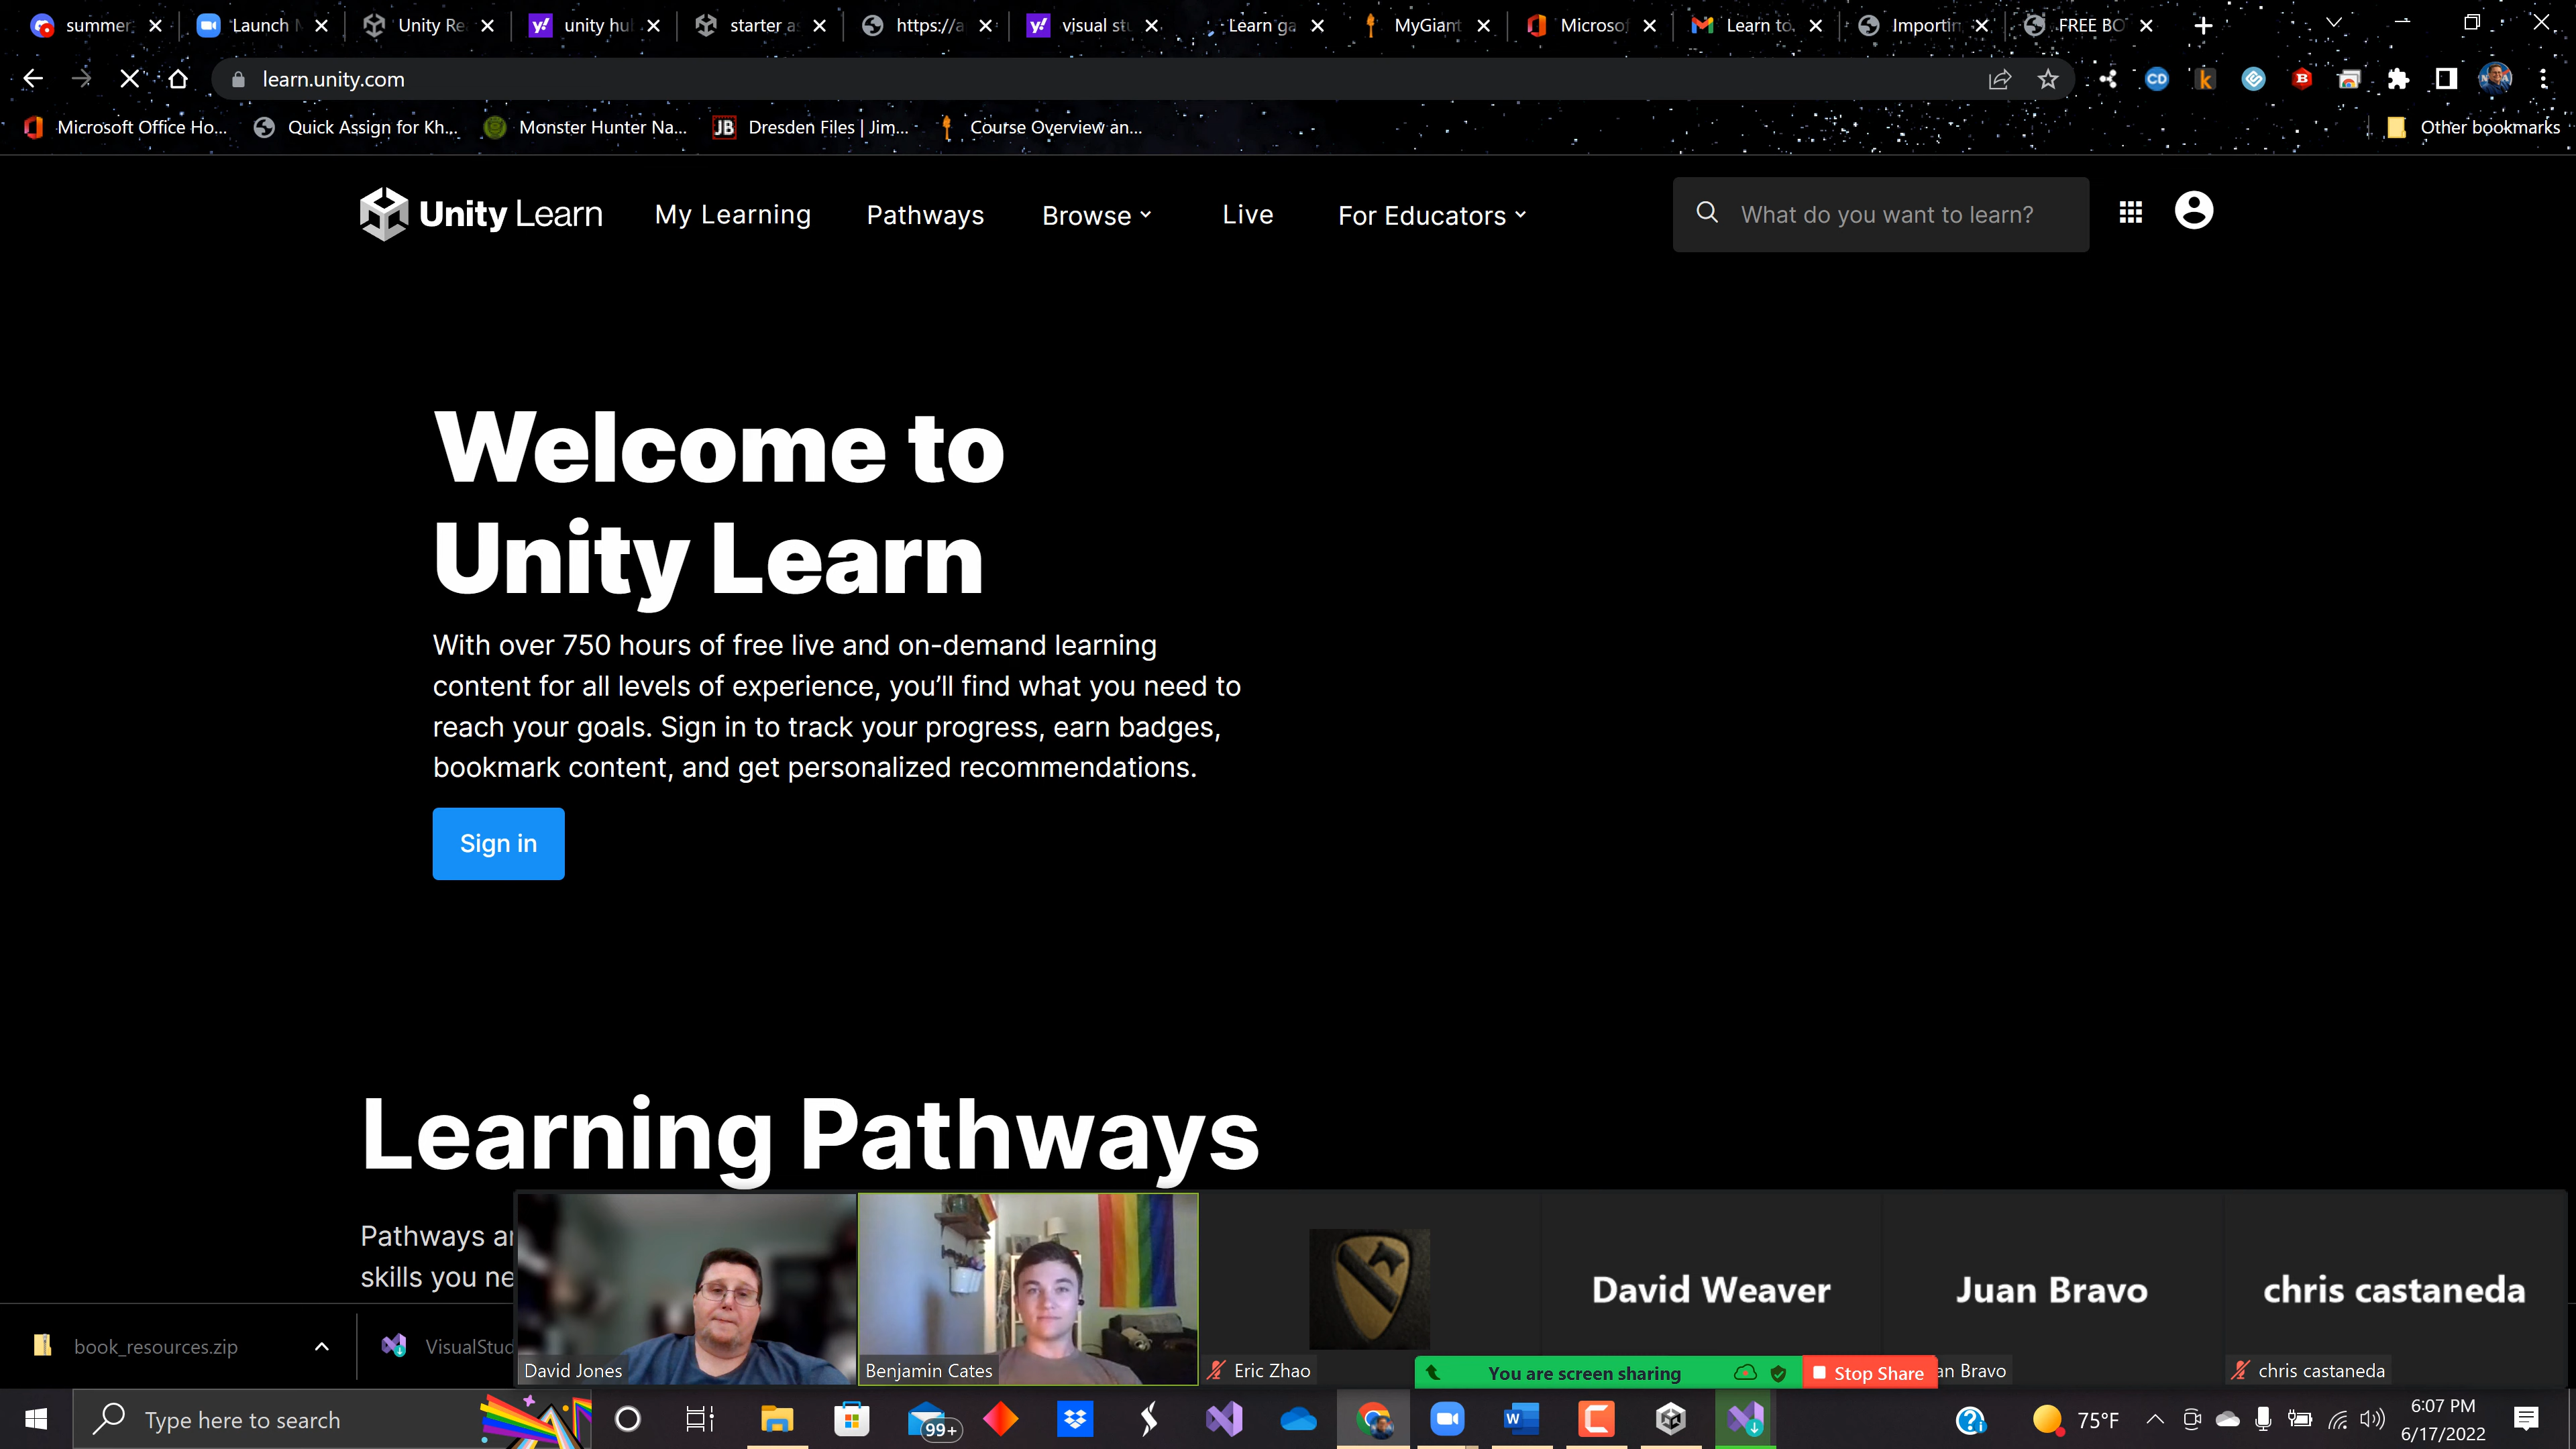 summer
Launch M
Unity Re
unity hul
starter as
https://a
visual stu
Learn ga
MyGiant
Microsof
Learn to
Importin
FREE BO
learn.unity.com
Microsoft Office Ho...
Quick Assign for Kh...
Monster Hunter Na...
JB
Dresden Files | Jim...
Course Overview an...
Other bookmarks
Unity Learn
My Learning
Pathways
Browse
Live
For Educators
What do you want to learn?
Welcome to
Unity Learn
With over 750 hours of free live and on-demand learning
content for all levels of experience, you'll find what you need to
reach your goals. Sign in to track your progress, earn badges,
bookmark content, and get personalized recommendations.
Sign in
Learning Pathways
Pathways ar
skills you ne
David Weaver
Juan Bravo
chris castaneda
book_resources.zip
VisualStud
David Jones
Benjamin Cates
Eric Zhao
You are screen sharing
Stop Share
an Bravo
chris castaneda
Type here to search
99+
75°F
6:07 PM
6/17/2022